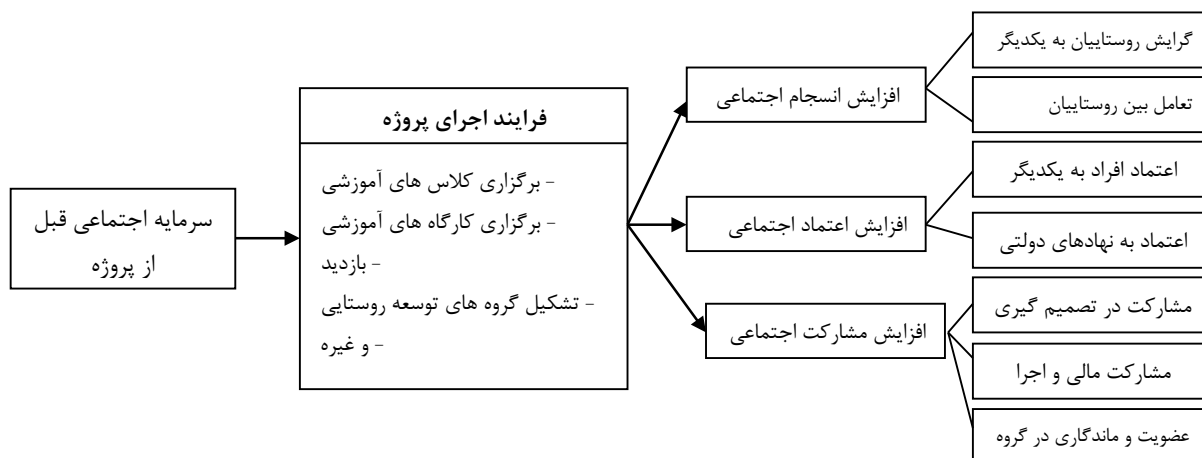 سرمایه اجتماعی قبل
از پروژه
فرایند اجرای پروژه
- برگزاری کلاس های آموزشی
- برگزاری کارگاه های آموزشی
- بازدید
- تشکیل گروه های توسعه روستایی
- و غیره
افزایش انسجام اجتماعی
گرایش روستاییان به یکدیگر
تعامل بین روستاییان
افزایش اعتماد اجتماعی
اعتماد افراد به یکدیگر
اعتماد به نهادهای دولتی
افزایش مشارکت اجتماعی
مشارکت در تصمیم گیری
مشارکت مالی و اجرا
عضویت و ماندگاری در گروه